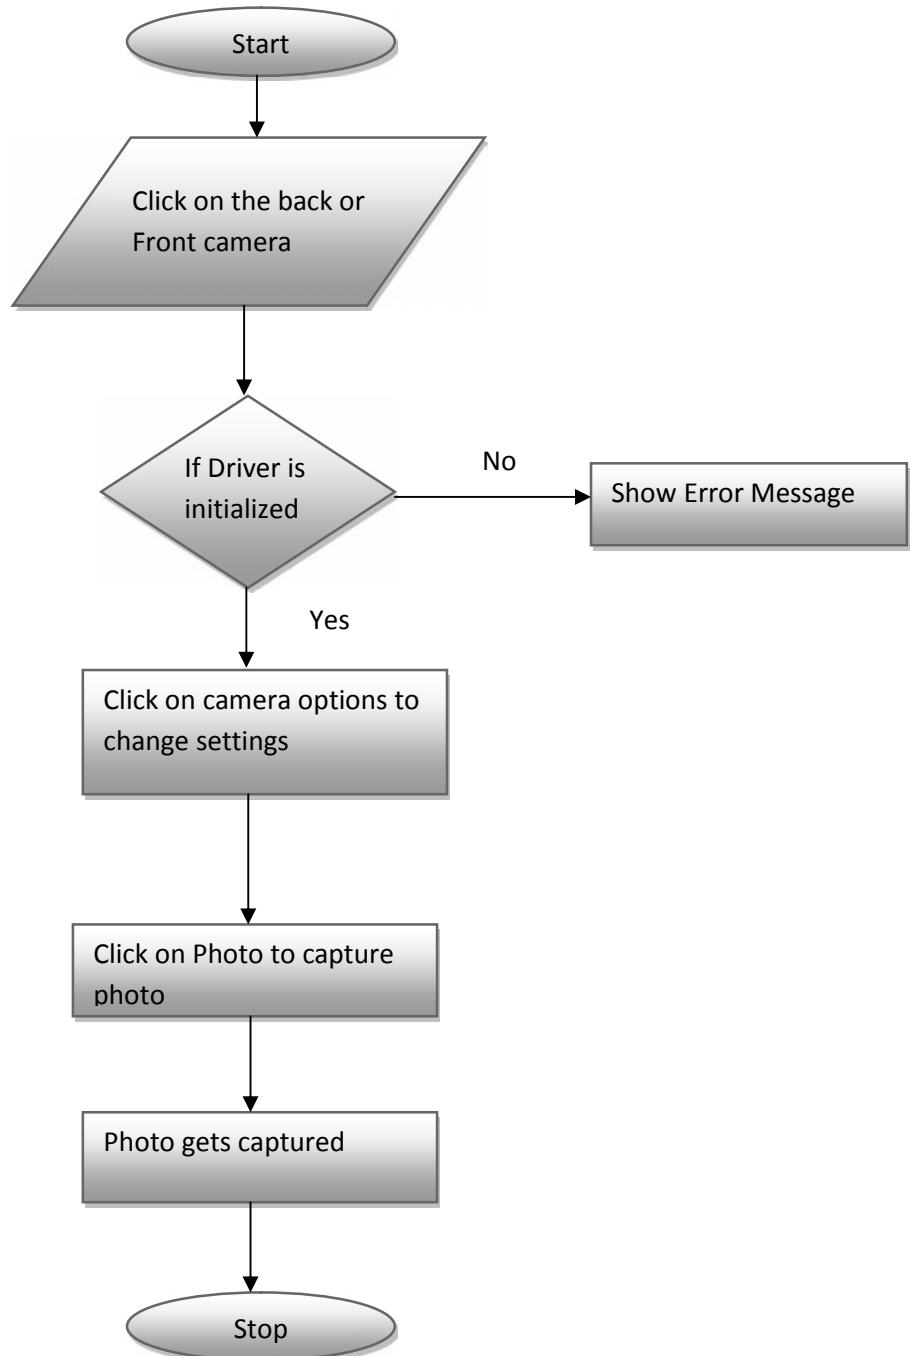 Start
Click on the back or
Front camera
If Driver is
initialized
No
Show Error Message
Yes
Click on camera options to
change settings
Click on Photo to capture
photo
Photo gets captured
Stop